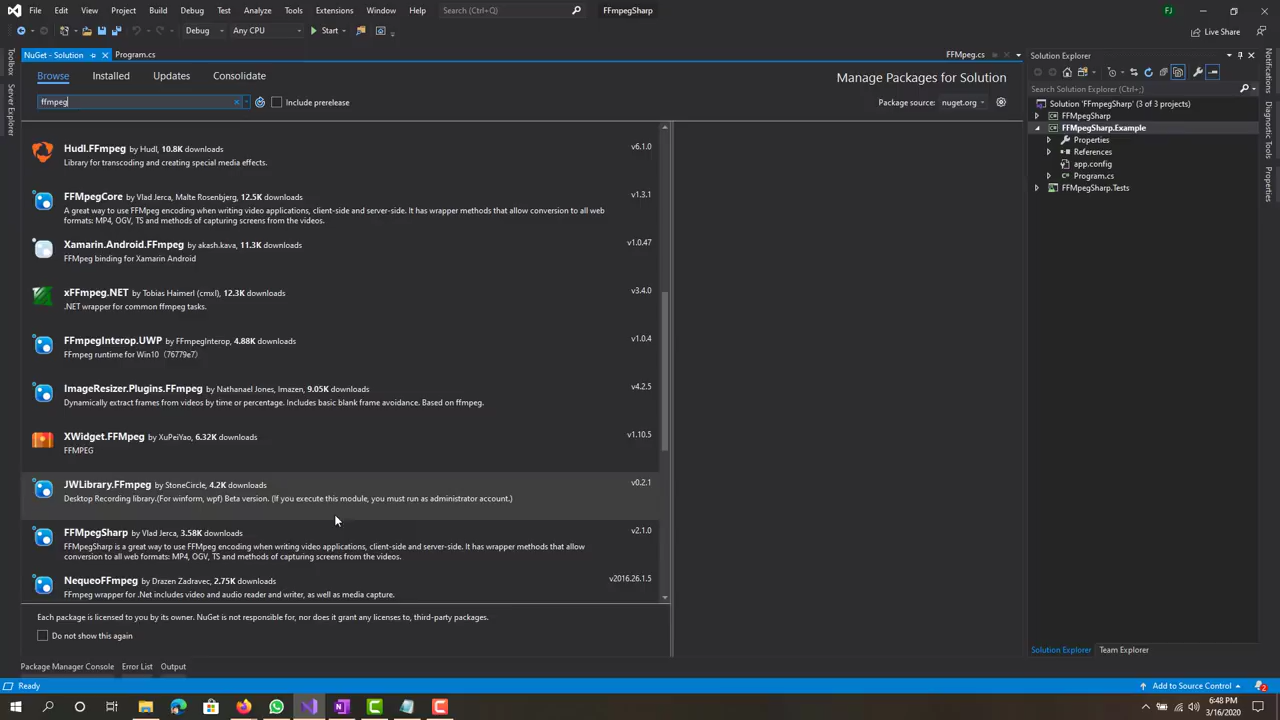 File Edit View Project Build Debug Test Analyze Tools Extensions Window Help Search (Ctrl+Q) FFmpegSharp FJ
Debug Any CPU Start Live Share
NuGet - Solution Program.cs FFMpeg.cs
Toolbox
Server Explorer
Browse Installed Updates Consolidate
Manage Packages for Solution
ffmpeg Include prerelease
Package source: nuget.org
Hudl.FFmpeg by Hudl, 10.8K downloads v6.1.0
Library for transcoding and creating special media effects.
FFMpegCore by Vlad Jerca, Malte Rosenbjerg, 12.5K downloads v1.3.1
A great way to use FFMpeg encoding when writing video applications, client-side and server-side. It has wrapper methods that allow conversion to all web
formats: MP4, OGV, TS and methods of capturing screens from the videos.
Xamarin.Android.FFmpeg by akash.kava, 11.3K downloads v1.0.47
FFMpeg binding for Xamarin Android
xFFmpeg.NET by Tobias Haimerl (cmxl), 12.3K downloads v3.4.0
.NET wrapper for common ffmpeg tasks.
FFmpegInterop.UWP by FFmpegInterop, 4.88K downloads v1.0.4
FFmpeg runtime for Win10（76779e7）
ImageResizer.Plugins.FFmpeg by Nathanael Jones, Imazen, 9.05K downloads v4.2.5
Dynamically extract frames from videos by time or percentage. Includes basic blank frame avoidance. Based on ffmpeg.
XWidget.FFMpeg by XuPeiYao, 6.32K downloads v1.10.5
FFMPEG
JWLibrary.FFmpeg by StoneCircle, 4.2K downloads v0.2.1
Desktop Recording library.(For winform, wpf) Beta version. (If you execute this module, you must run as administrator account.)
FFMpegSharp by Vlad Jerca, 3.58K downloads v2.1.0
FFMpegSharp is a great way to use FFMpeg encoding when writing video applications, client-side and server-side. It has wrapper methods that allow
conversion to all web formats: MP4, OGV, TS and methods of capturing screens from the videos.
NequeoFFmpeg by Drazen Zadravec, 2.75K downloads v2016.26.1.5
FFmpeg wrapper for .Net includes video and audio reader and writer, as well as media capture.
Each package is licensed to you by its owner. NuGet is not responsible for, nor does it grant any licenses to, third-party packages.
Do not show this again
Solution Explorer
Search Solution Explorer (Ctrl+;)
Solution 'FFmpegSharp' (3 of 3 projects)
FFMpegSharp
FFMpegSharp.Example
Properties
References
app.config
Program.cs
FFMpegSharp.Tests
Solution Explorer Team Explorer
Notifications
Diagnostic Tools
Properties
Package Manager Console Error List Output
Ready Add to Source Control 2
6:48 PM
3/16/2020